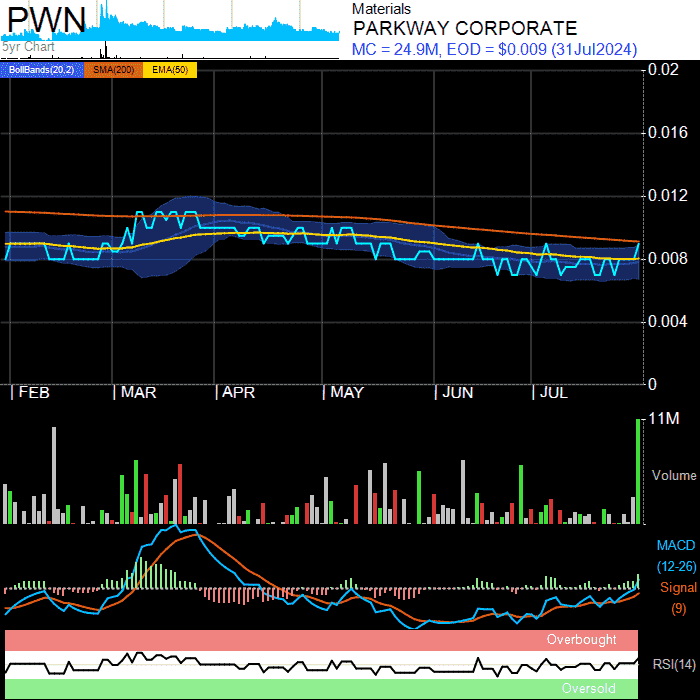 PWN
5yr Chart
Materials
PARKWAY CORPORATE
MC = 24.9M, EOD = $0.009 (31Jul2024)
BollBands(20,2) SMA(200) EMA(50)
0.02
0.016
0.012
0.008
0.004
0
FEB MAR APR MAY JUN JUL
11M
Volume
MACD
(12-26)
Signal
(9)
Overbought
RSI(14)
Oversold